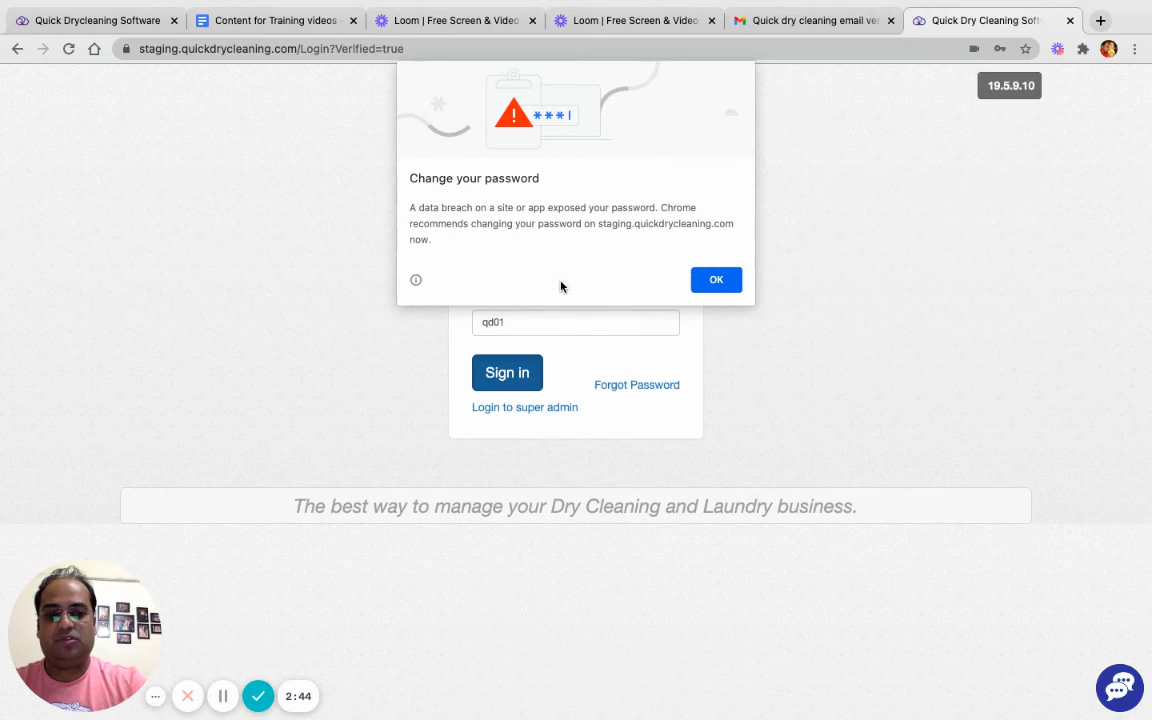 Quick Drycleaning Software
Content for Training videos -
Loom | Free Screen & Video
Loom | Free Screen & Video
Quick dry cleaning email ver
Quick Dry Cleaning Soft
staging.quickdrycleaning.com/Login?Verified=true
19.5.9.10
***|
Change your password
A data breach on a site or app exposed your password. Chrome
recommends changing your password on staging.quickdrycleaning.com
now.
OK
qd01
Sign in
Forgot Password
Login to super admin
The best way to manage your Dry Cleaning and Laundry business.
2:44